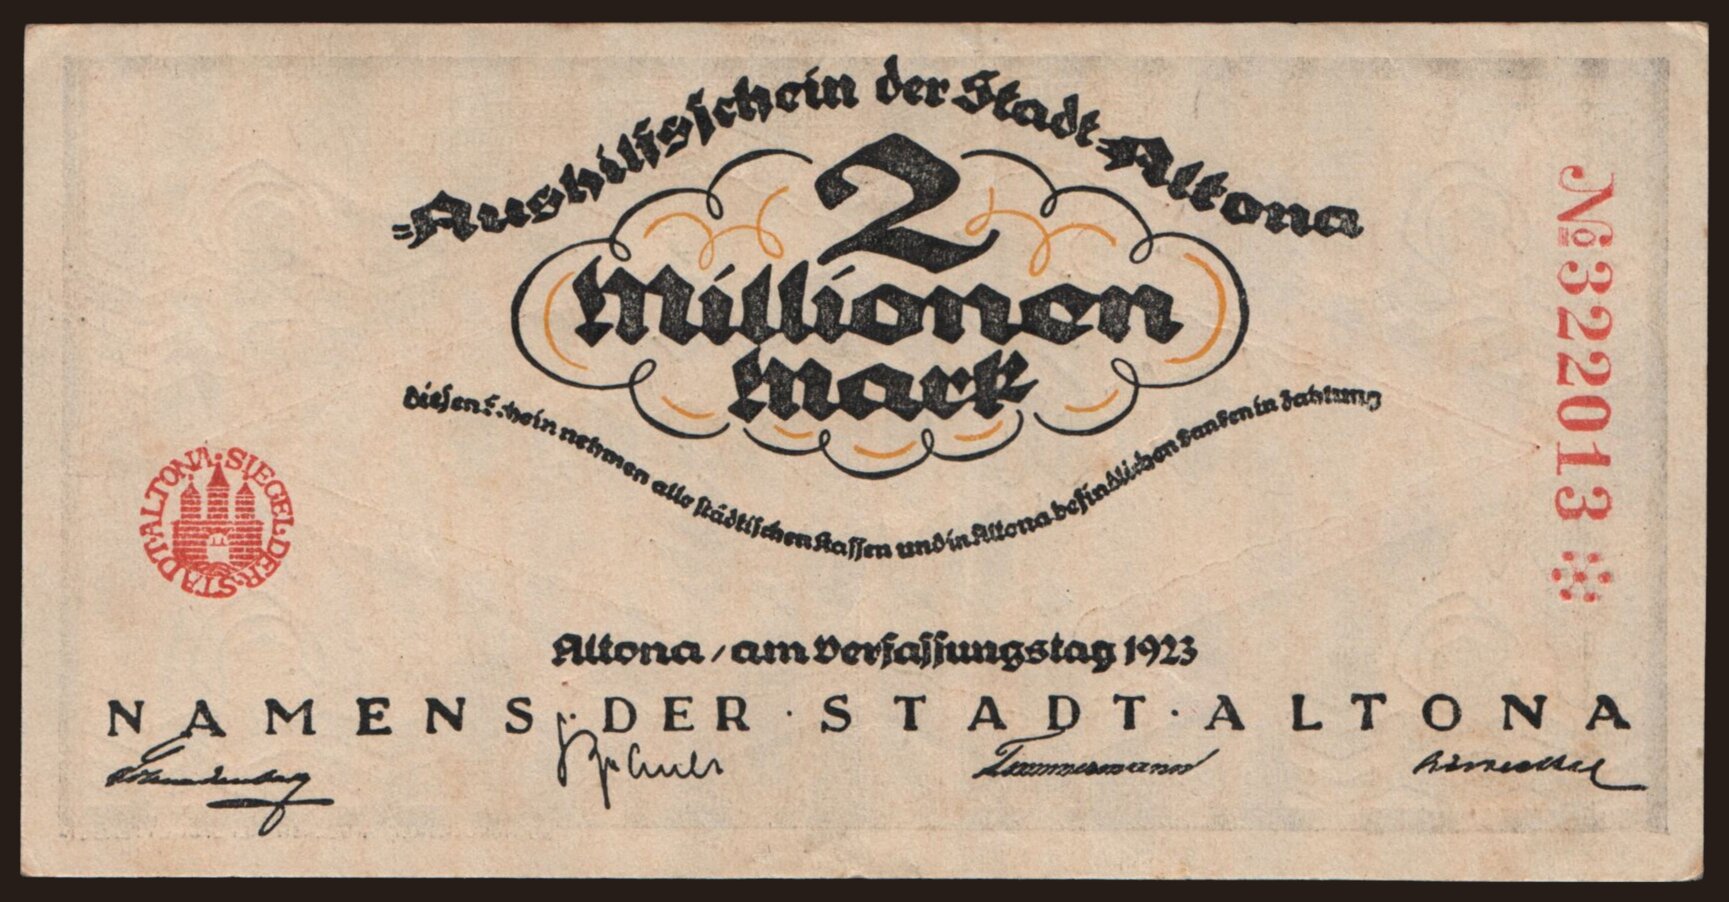 Aushilfsschein der Stadt Altona
2
Millionen
Mark
Diesen Schein nehmen alle städtischen Kassen und in Altona befindlichen Banken in Zahlung
№ 322013
SIEGEL·DER·STADT·ALTONA·
Altona / am Verfassungstag 1923
NAMENS·DER·STADT·ALTONA